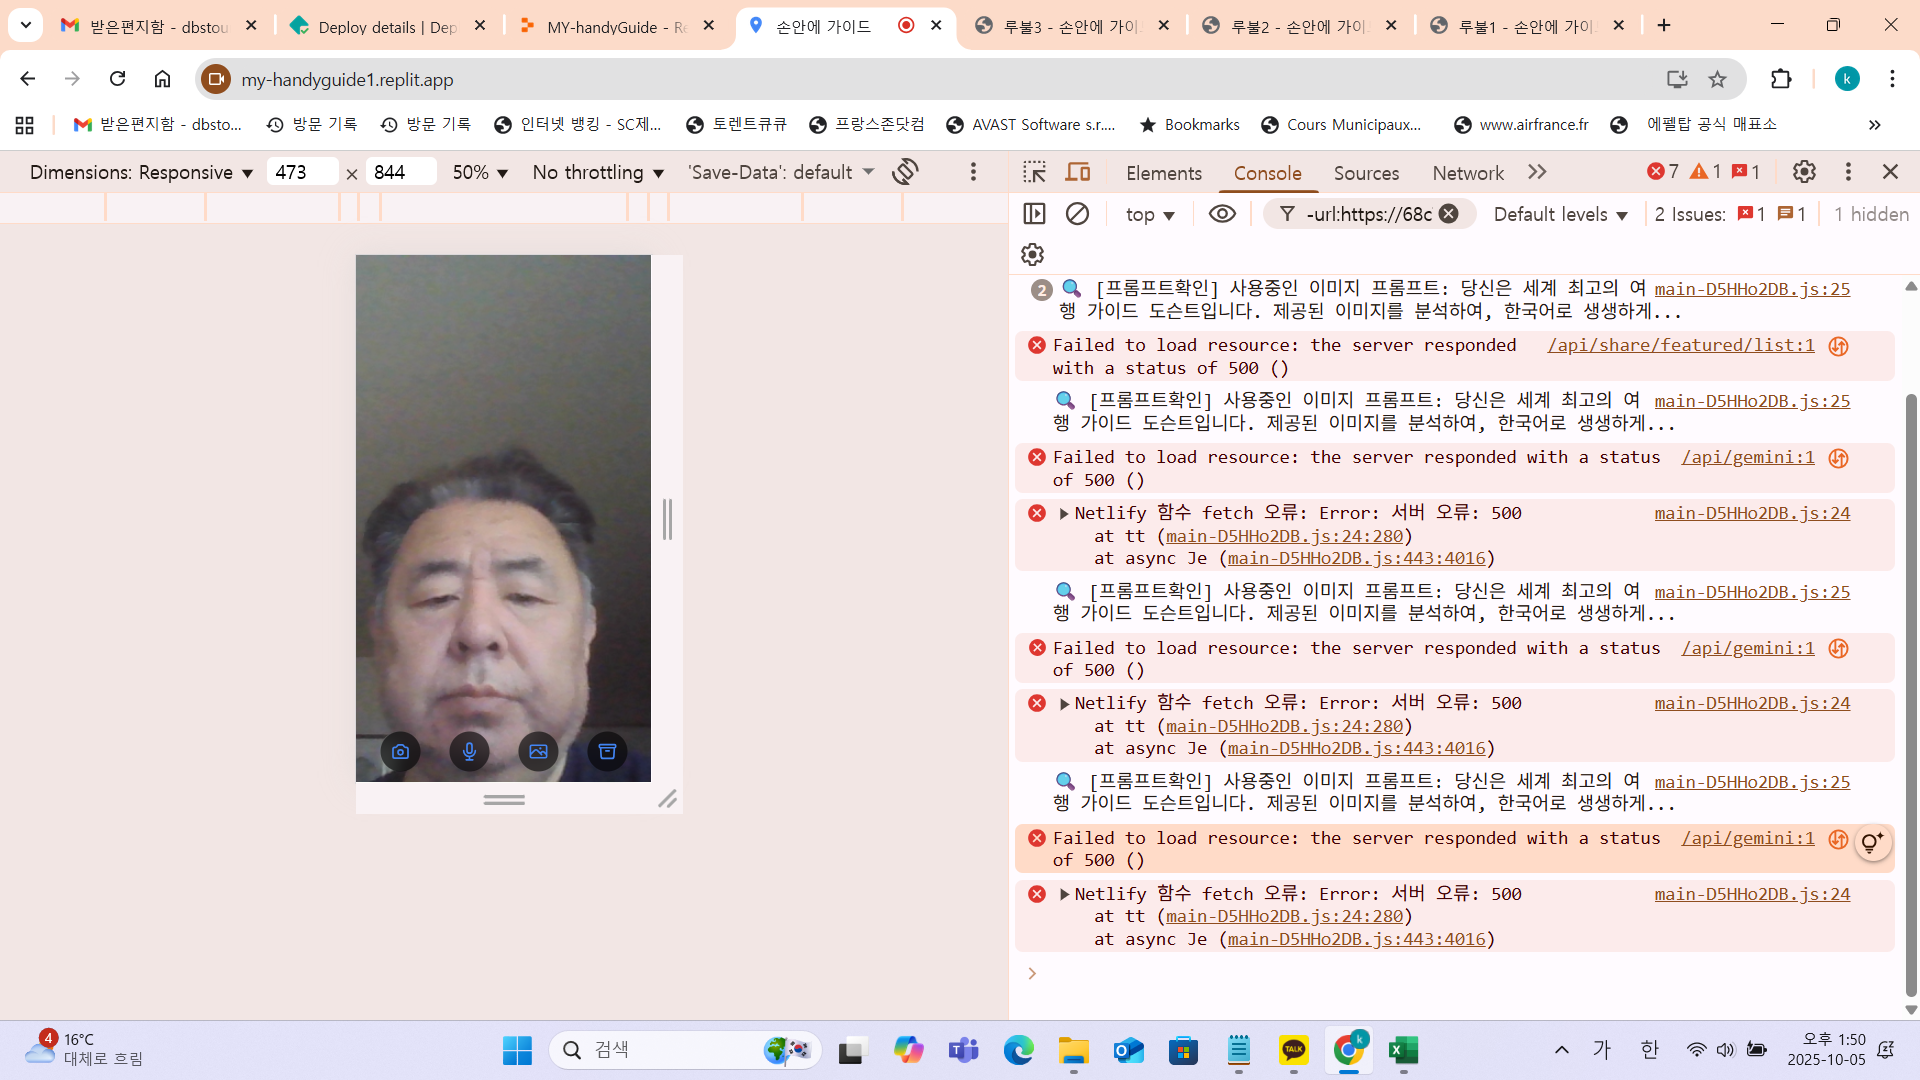 받은편지함 - dbstou
Deploy details | Dep
MY-handyGuide - Re
손안에 가이드
루불3 - 손안에 가이
루불2 - 손안에 가이
루불1 - 손안에 가이
my-handyguide1.replit.app
k
받은편지함 - dbsto...
방문 기록
방문 기록
인터넷 뱅킹 - SC제...
토렌트큐큐
프랑스존닷컴
AVAST Software s.r....
Bookmarks
Cours Municipaux...
www.airfrance.fr
에펠탑 공식 매표소
Dimensions: Responsive
473
×
844
50%
No throttling
'Save-Data': default
Elements
Console
Sources
Network
7
1
1
top
-url:https://68c
Default levels
2 Issues:
1
1
1 hidden
2
[프롬프트확인] 사용중인 이미지 프롬프트: 당신은 세계 최고의 여 main-D5HHo2DB.js:25
행 가이드 도슨트입니다. 제공된 이미지를 분석하여, 한국어로 생생하게...
Failed to load resource: the server responded /api/share/featured/list:1
with a status of 500 ()
[프롬프트확인] 사용중인 이미지 프롬프트: 당신은 세계 최고의 여 main-D5HHo2DB.js:25
행 가이드 도슨트입니다. 제공된 이미지를 분석하여, 한국어로 생생하게...
Failed to load resource: the server responded with a status /api/gemini:1
of 500 ()
Netlify 함수 fetch 오류: Error: 서버 오류: 500 main-D5HHo2DB.js:24
at tt (main-D5HHo2DB.js:24:280)
at async Je (main-D5HHo2DB.js:443:4016)
[프롬프트확인] 사용중인 이미지 프롬프트: 당신은 세계 최고의 여 main-D5HHo2DB.js:25
행 가이드 도슨트입니다. 제공된 이미지를 분석하여, 한국어로 생생하게...
Failed to load resource: the server responded with a status /api/gemini:1
of 500 ()
Netlify 함수 fetch 오류: Error: 서버 오류: 500 main-D5HHo2DB.js:24
at tt (main-D5HHo2DB.js:24:280)
at async Je (main-D5HHo2DB.js:443:4016)
[프롬프트확인] 사용중인 이미지 프롬프트: 당신은 세계 최고의 여 main-D5HHo2DB.js:25
행 가이드 도슨트입니다. 제공된 이미지를 분석하여, 한국어로 생생하게...
Failed to load resource: the server responded with a status /api/gemini:1
of 500 ()
Netlify 함수 fetch 오류: Error: 서버 오류: 500 main-D5HHo2DB.js:24
at tt (main-D5HHo2DB.js:24:280)
at async Je (main-D5HHo2DB.js:443:4016)
4
16°C
대체로 흐림
검색
TALK
k
가
한
오후 1:50
2025-10-05